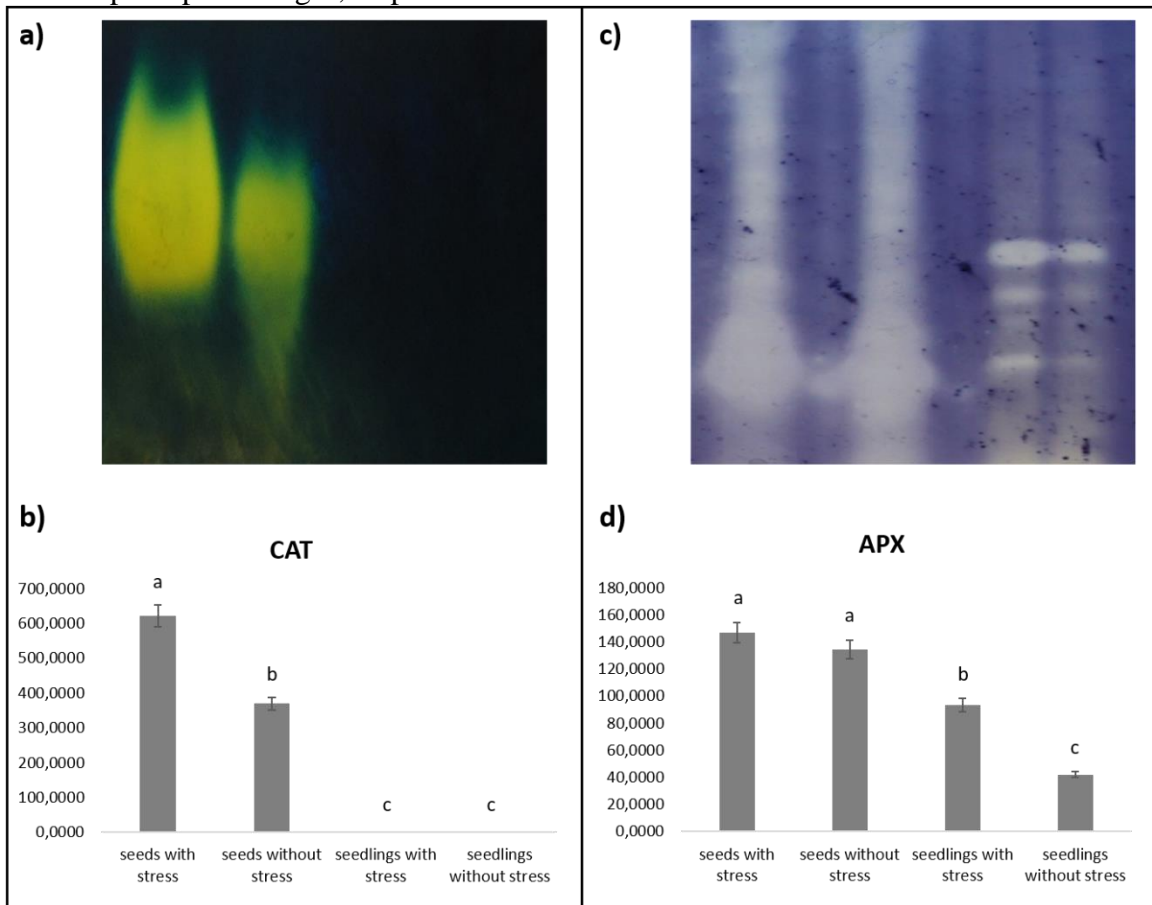 a)
c)
b)
CAT
700,0000
600,0000
500,0000
400,0000
300,0000
200,0000
100,0000
0,0000
a
b
c
c
seeds with stress
seeds without stress
seedlings with stress
seedlings without stress
d)
APX
180,0000
160,0000
140,0000
120,0000
100,0000
80,0000
60,0000
40,0000
20,0000
0,0000
a
a
b
c
seeds with stress
seeds without stress
seedlings with stress
seedlings without stress